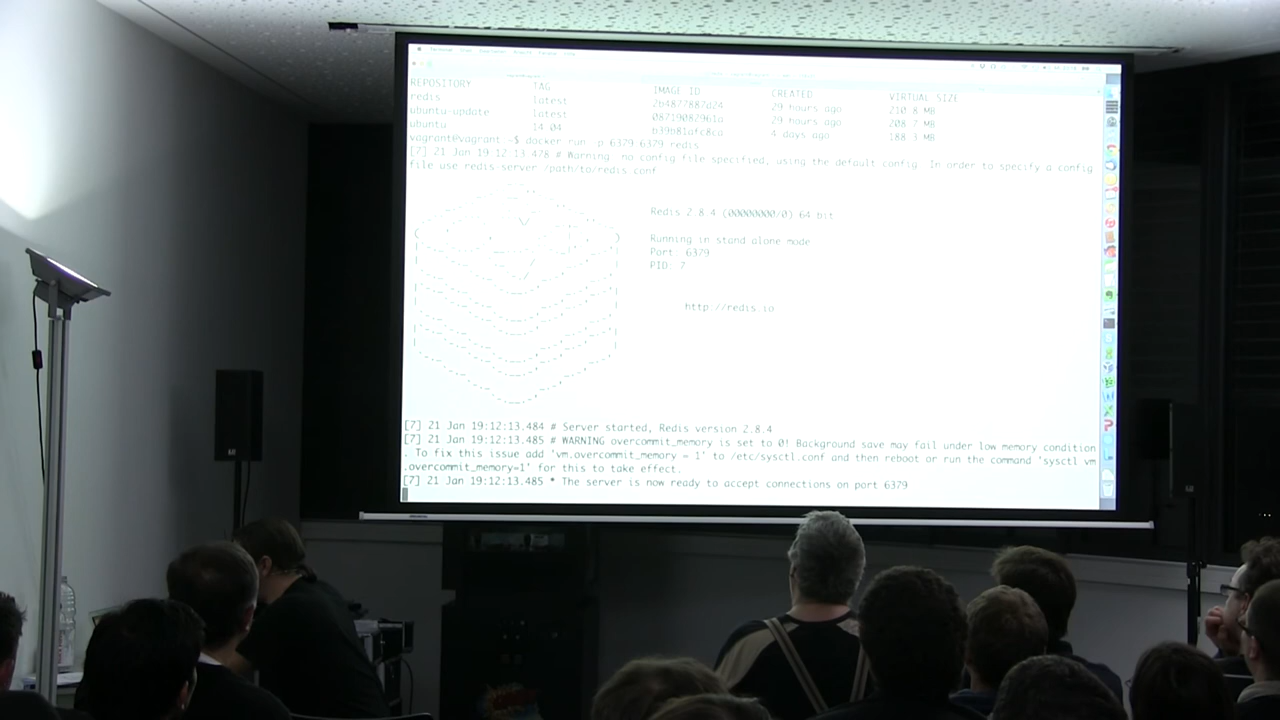 REPOSITORY TAG IMAGE ID CREATED VIRTUAL SIZE
redis latest 2b4877887d24 29 hours ago 210.8 MB
ubuntu-update latest 08719082961a 29 hours ago 208.7 MB
ubuntu 14.04 b39b81afc8ca 4 days ago 188.3 MB
vagrant@vagrant:~$ docker run -p 6379:6379 redis
[7] 21 Jan 19:12:13.478 # Warning: no config file specified, using the default config. In order to specify a config
file use redis-server /path/to/redis.conf
Redis 2.8.4 (00000000/0) 64 bit
Running in stand alone mode
Port: 6379
PID: 7
http://redis.io
[7] 21 Jan 19:12:13.484 # Server started, Redis version 2.8.4
[7] 21 Jan 19:12:13.485 # WARNING overcommit_memory is set to 0! Background save may fail under low memory condition
. To fix this issue add 'vm.overcommit_memory = 1' to /etc/sysctl.conf and then reboot or run the command 'sysctl vm
.overcommit_memory=1' for this to take effect.
[7] 21 Jan 19:12:13.485 * The server is now ready to accept connections on port 6379